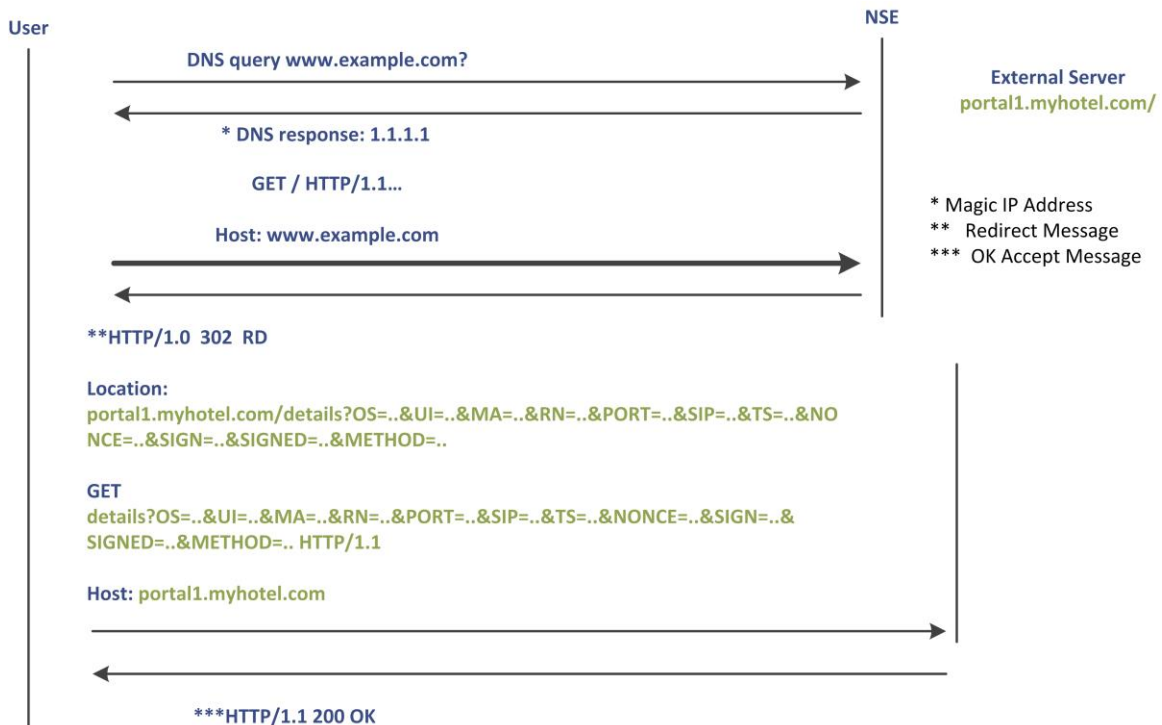 User
NSE
DNS query www.example.com?
External Server
portal1.myhotel.com/
* DNS response: 1.1.1.1
GET / HTTP/1.1...
Host: www.example.com
* Magic IP Address
** Redirect Message
*** OK Accept Message
**HTTP/1.0 302 RD
Location:
portal1.myhotel.com/details?OS=..&UI=..&MA=..&RN=..&PORT=..&SIP=..&TS=..&NO
NCE=..&SIGN=..&SIGNED=..&METHOD=..
GET
details?OS=..&UI=..&MA=..&RN=..&PORT=..&SIP=..&TS=..&NONCE=..&SIGN=..&
SIGNED=..&METHOD=.. HTTP/1.1
Host: portal1.myhotel.com
***HTTP/1.1 200 OK